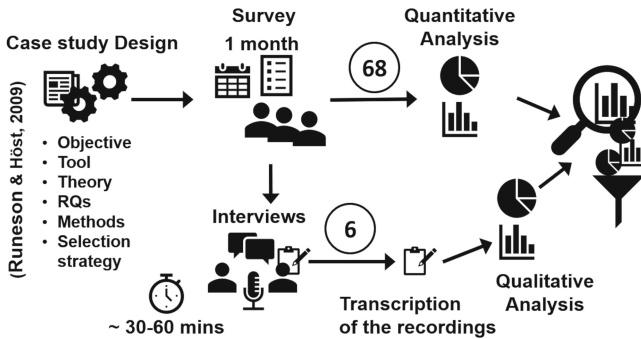 (Runeson & Höst, 2009)
Case study Design
• Objective
• Tool
• Theory
• RQs
• Methods
• Selection
strategy
Survey
1 month
68
Quantitative
Analysis
Interviews
6
~ 30-60 mins
Transcription
of the recordings
Qualitative
Analysis